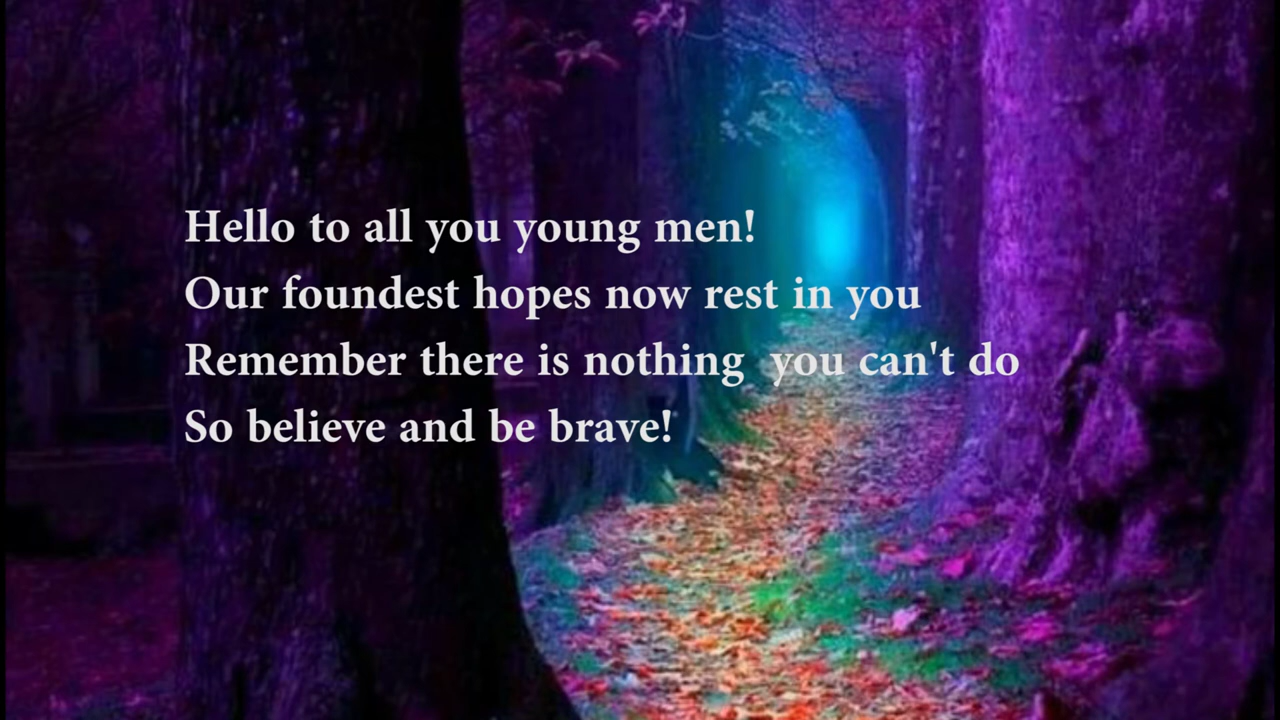 Hello to all you young men!
Our foundest hopes now rest in you
Remember there is nothing  you can't do
So believe and be brave!